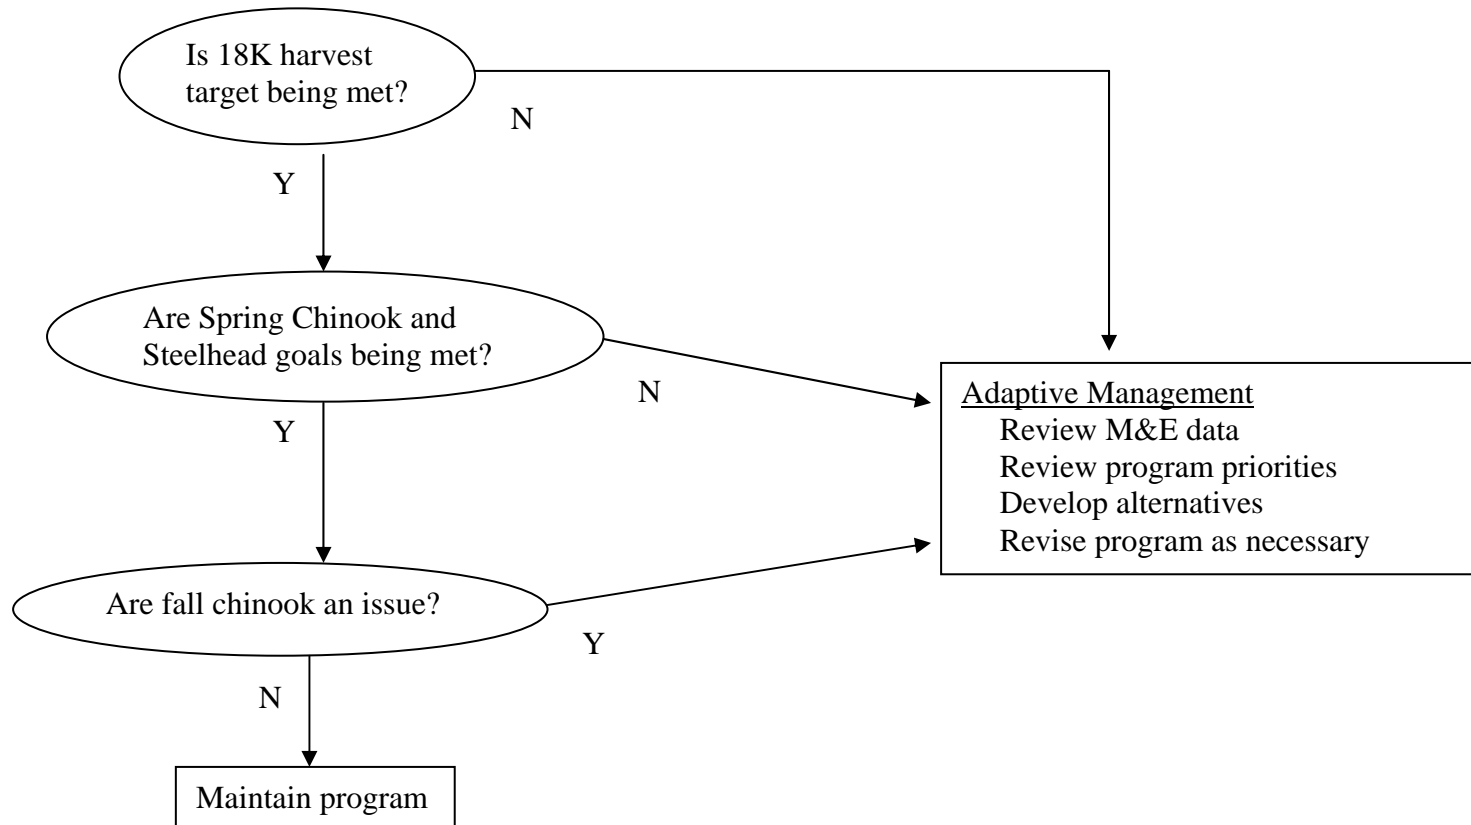 Is 18K harvest
target being met?
N
Y
Are Spring Chinook and
Steelhead goals being met?
N
Y
Adaptive Management
Review M&E data
Review program priorities
Develop alternatives
Revise program as necessary
Are fall chinook an issue?
Y
N
Maintain program